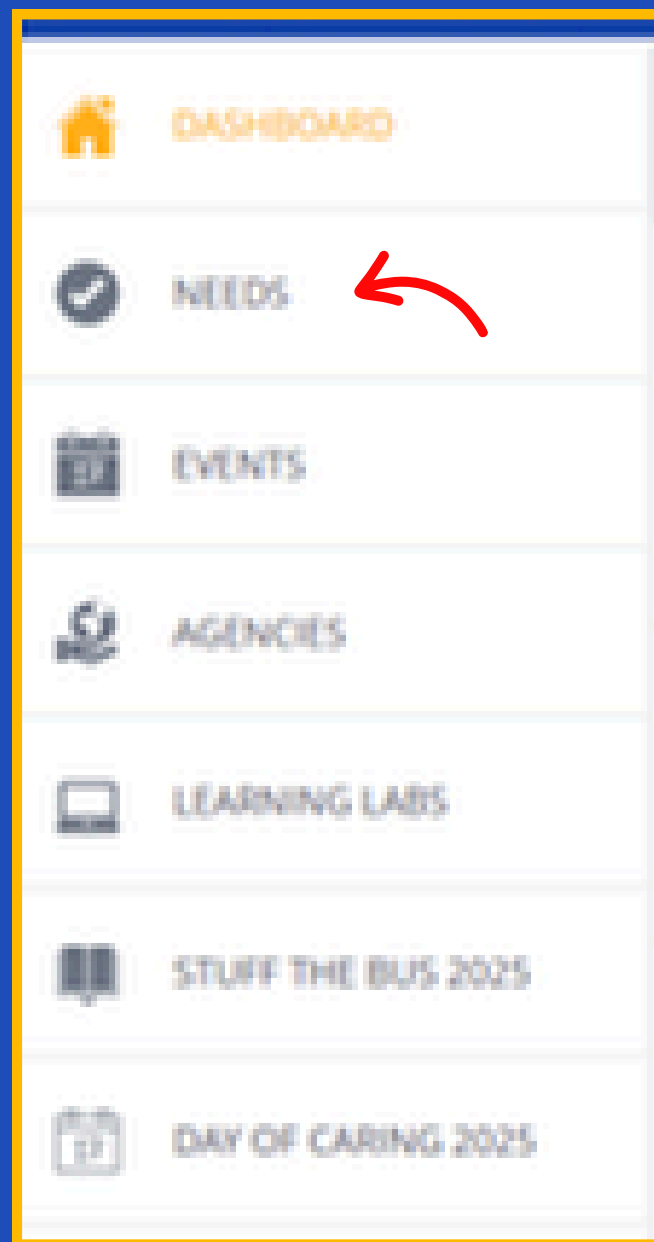 DASHBOARD
NEEDS
EVENTS
AGENCIES
LEARNING LABS
STUFF THE BUS 2025
DAY OF CARING 2025